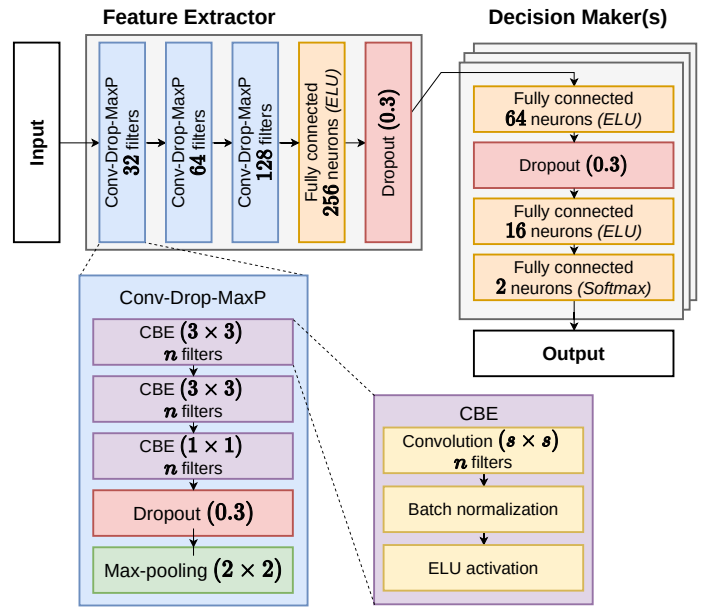 Feature Extractor
Input
Conv-Drop-MaxP
32 filters
Conv-Drop-MaxP
64 filters
Conv-Drop-MaxP
128 filters
Fully connected
256 neurons (ELU)
Dropout (0.3)
Decision Maker(s)
Fully connected
64 neurons (ELU)
Dropout (0.3)
Fully connected
16 neurons (ELU)
Fully connected
2 neurons (Softmax)
Output
Conv-Drop-MaxP
CBE (3 × 3)
n filters
CBE (3 × 3)
n filters
CBE (1 × 1)
n filters
Dropout (0.3)
Max-pooling (2 × 2)
CBE
Convolution (s × s)
n filters
Batch normalization
ELU activation